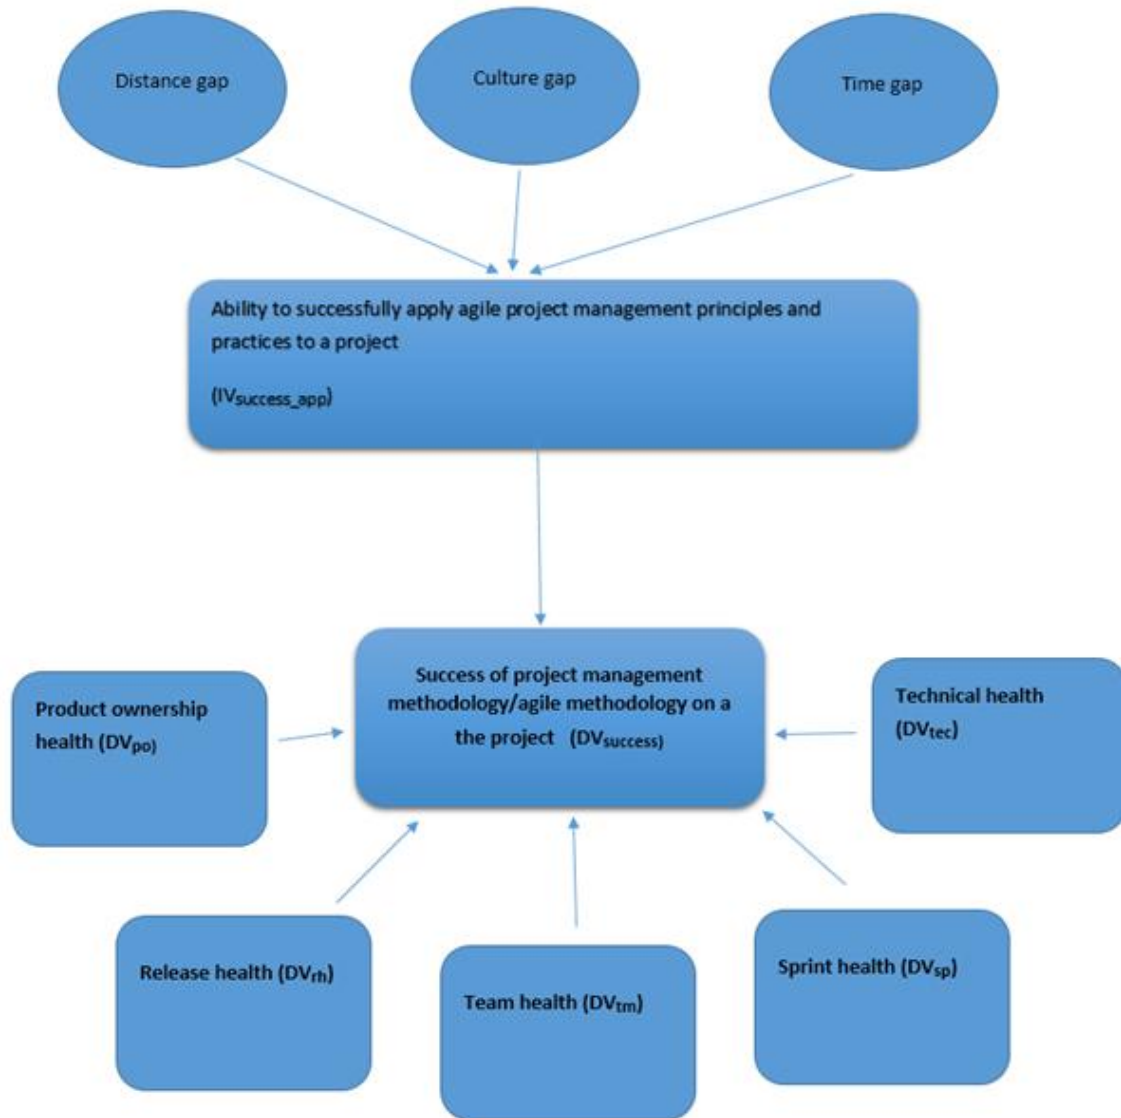 Distance gap
Culture gap
Time gap
Ability to successfully apply agile project management principles and
practices to a project
(IVsuccess_app)
Success of project management
methodology/agile methodology on a
the project (DVsuccess)
Product ownership
health (DVpo)
Technical health
(DVtec)
Release health (DVrh)
Team health (DVtm)
Sprint health (DVsp)